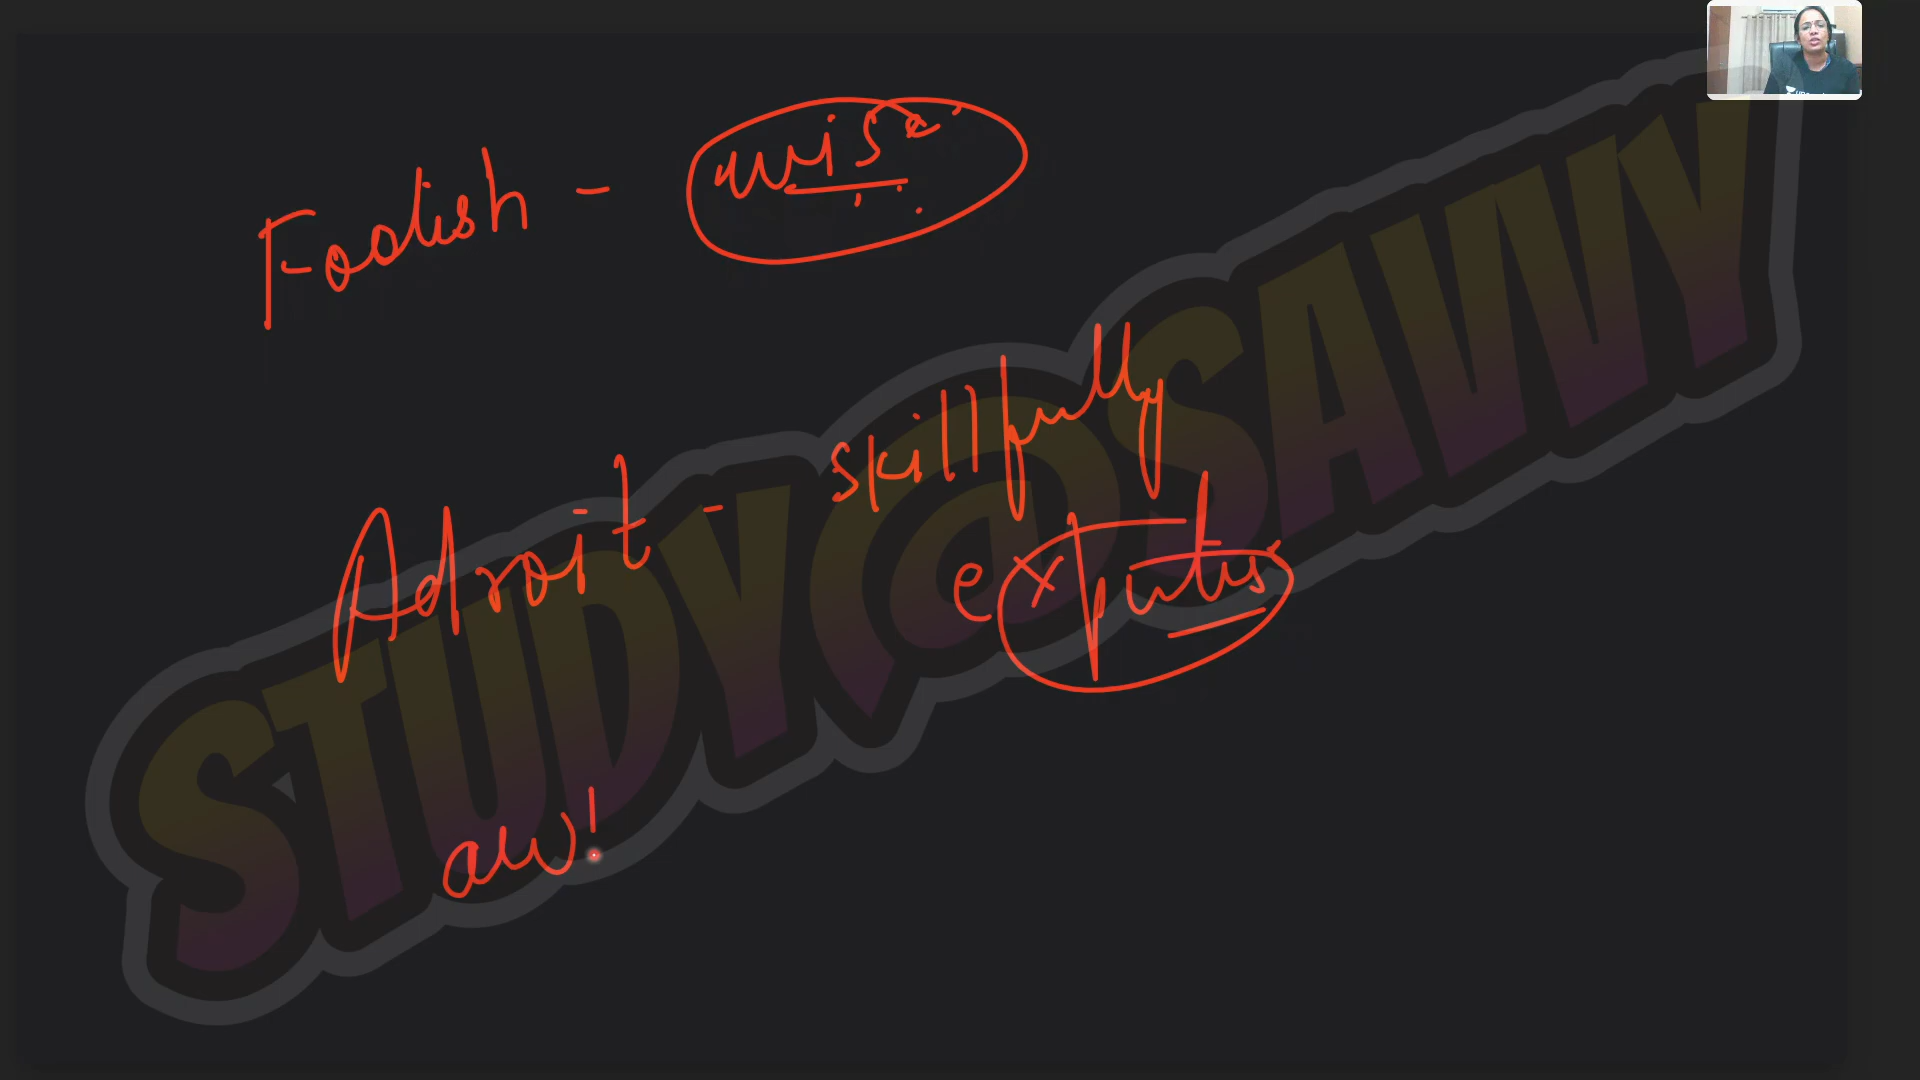 Foolish - wise
Adroit - skillfully
expertise
aw
STUDY@SAVVY